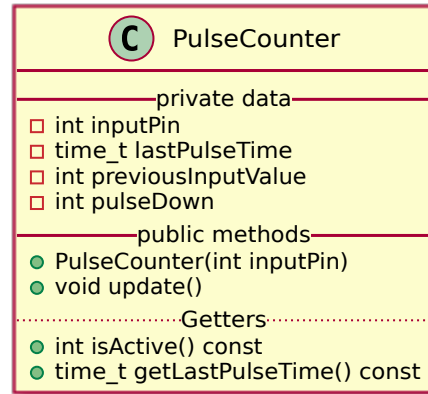 C PulseCounter
private data
int inputPin
time_t lastPulseTime
int previousInputValue
int pulseDown
public methods
PulseCounter(int inputPin)
void update()
Getters
int isActive() const
time_t getLastPulseTime() const